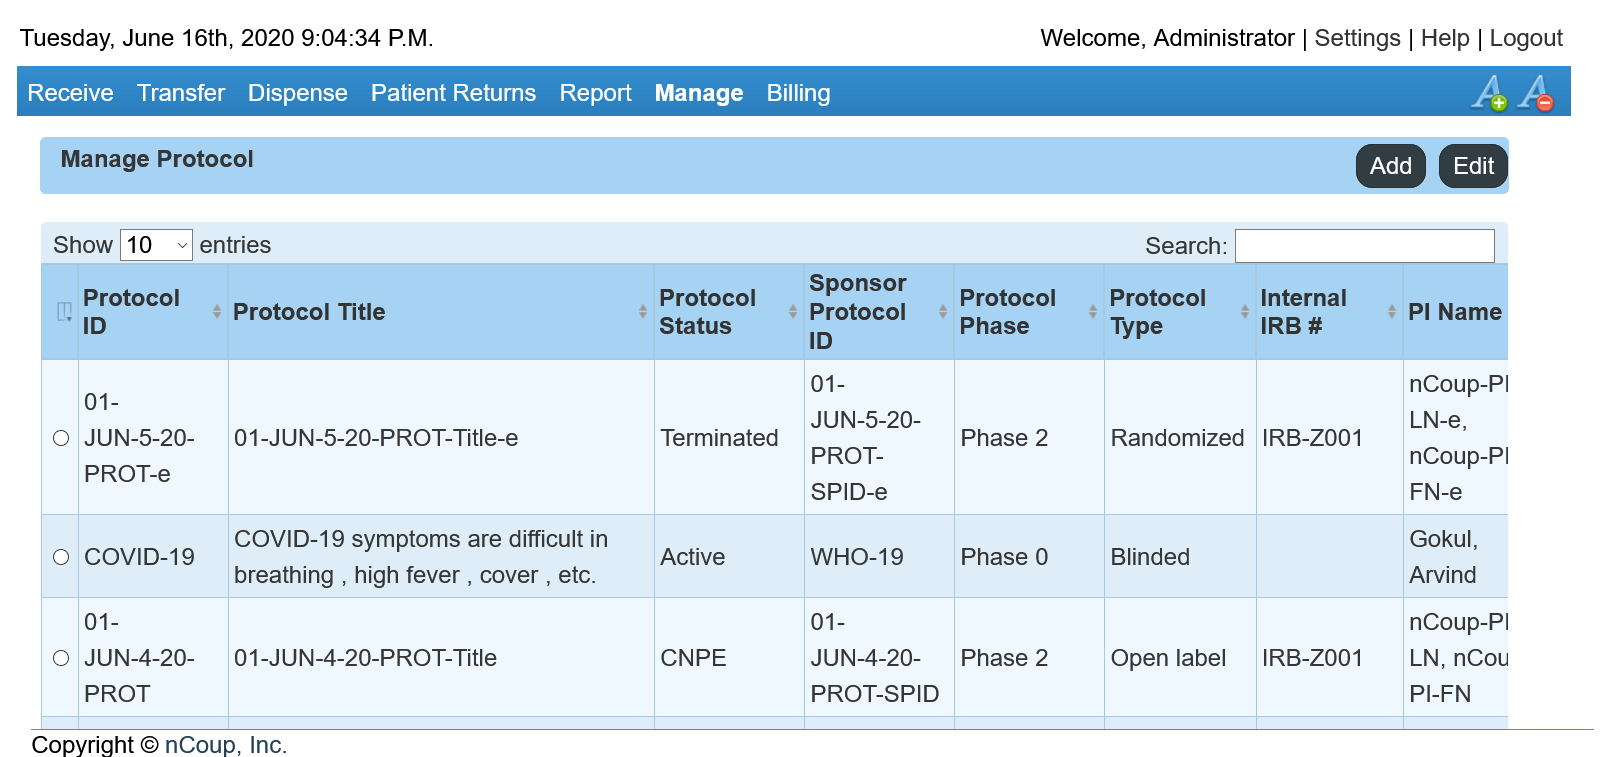 Tuesday, June 16th, 2020 9:04:34 P.M.
Welcome, Administrator | Settings | Help | Logout
Receive Transfer Dispense Patient Returns Report Manage Billing
Manage Protocol
Add Edit
Show 10 entries
Search:
Protocol ID
Protocol Title
Protocol Status
Sponsor Protocol ID
Protocol Phase
Protocol Type
Internal IRB #
PI Name
01-
JUN-5-20-
PROT-e
01-JUN-5-20-PROT-Title-e
Terminated
01-
JUN-5-20-
PROT-
SPID-e
Phase 2
Randomized
IRB-Z001
nCoup-PI
LN-e,
nCoup-PI
FN-e
COVID-19
COVID-19 symptoms are difficult in
breathing , high fever , cover , etc.
Active
WHO-19
Phase 0
Blinded
Gokul,
Arvind
01-
JUN-4-20-
PROT
01-JUN-4-20-PROT-Title
CNPE
01-
JUN-4-20-
PROT-SPID
Phase 2
Open label
IRB-Z001
nCoup-PI
LN, nCou
PI-FN
Copyright © nCoup, Inc.